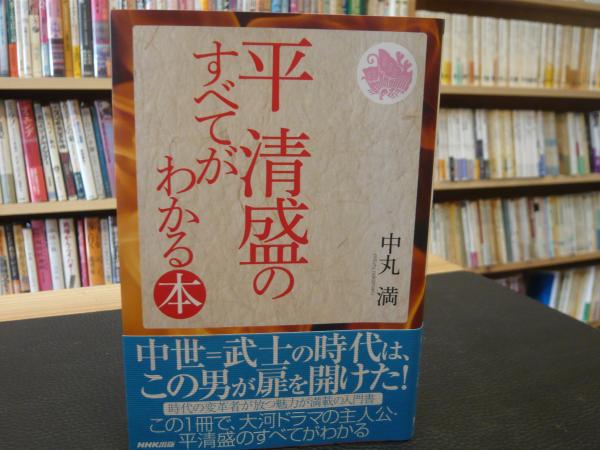 平 清盛の
すべてが
わかる
本
中丸 満
中世=武士の時代は、
この男が扉を開けた!
時代の変革者が放つ魅力が満載の入門書
この1冊で、大河ドラマの主人公・
平清盛のすべてがわかる
NHK出版